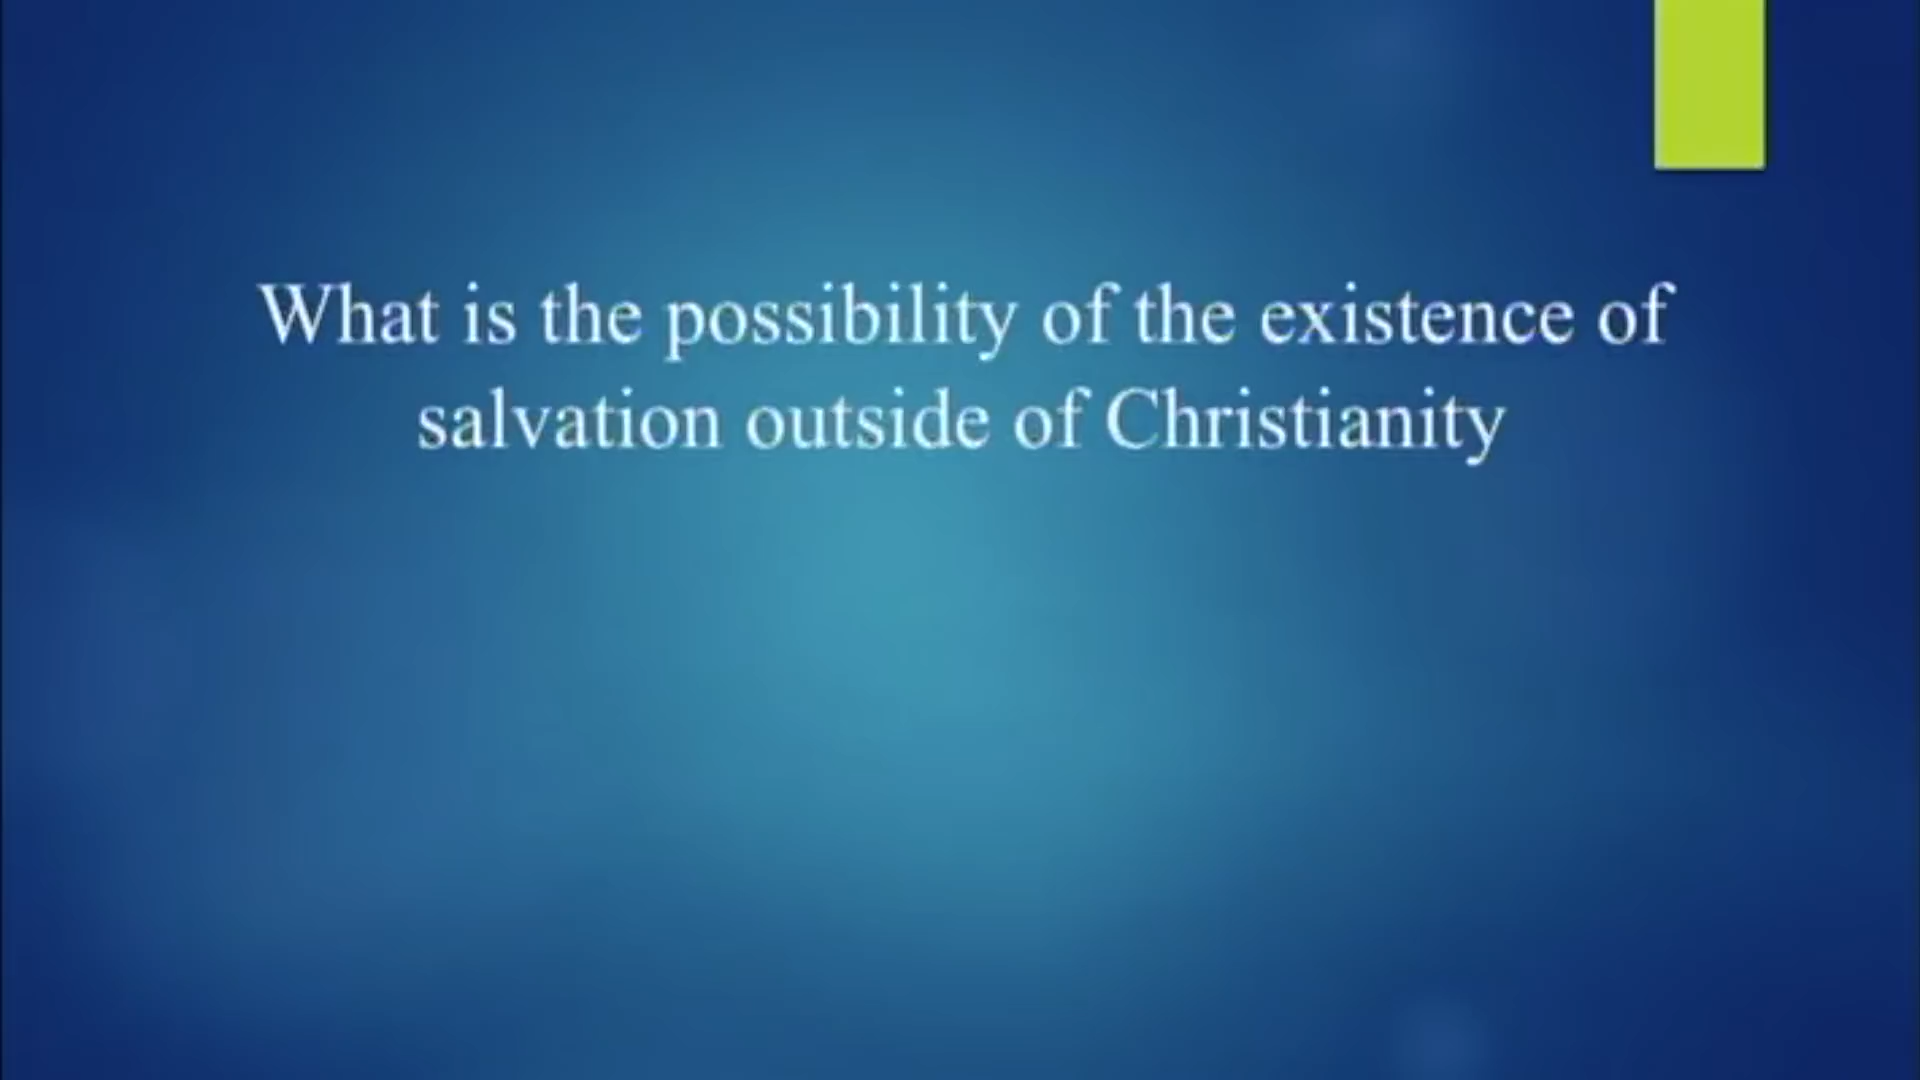 What is the possibility of the existence of
salvation outside of Christianity